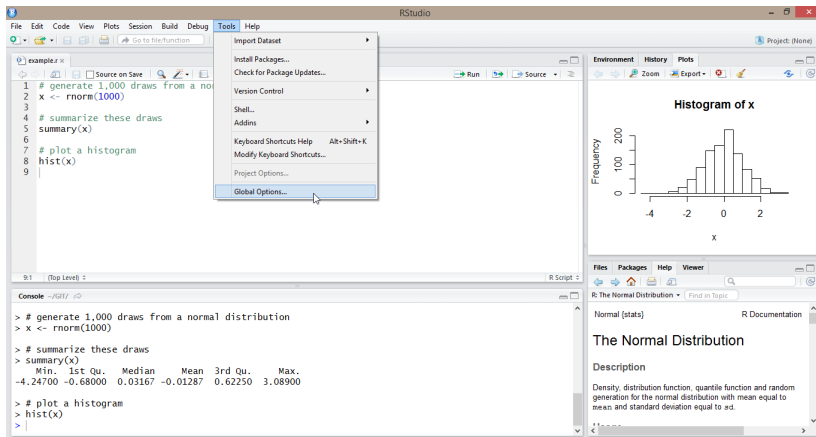 RStudio
File Edit Code View Plots Session Build Debug Tools Help
Go to file/function
Project: (None)
Import Dataset
Install Packages...
Check for Package Updates...
Version Control
Shell...
Addins
Keyboard Shortcuts Help Alt+Shift+K
Modify Keyboard Shortcuts...
Project Options...
Global Options...
example.r
Source on Save
Run Source
1 # generate 1,000 draws from a no
2 x <- rnorm(1000)
3
4 # summarize these draws
5 summary(x)
6
7 # plot a histogram
8 hist(x)
9
9:1 (Top Level) R Script
Console ~/GIT/
> # generate 1,000 draws from a normal distribution
> x <- rnorm(1000)
> # summarize these draws
> summary(x)
Min. 1st Qu. Median Mean 3rd Qu. Max.
-4.24700 -0.68000 0.03167 -0.01287 0.62250 3.08900
> # plot a histogram
> hist(x)
>
Environment History Plots
Zoom Export
Histogram of x
Frequency
200
100
0
-4 -2 0 2
x
Files Packages Help Viewer
R: The Normal Distribution Find in Topic
Normal {stats} R Documentation
The Normal Distribution
Description
Density, distribution function, quantile function and random
generation for the normal distribution with mean equal to
mean and standard deviation equal to sd.